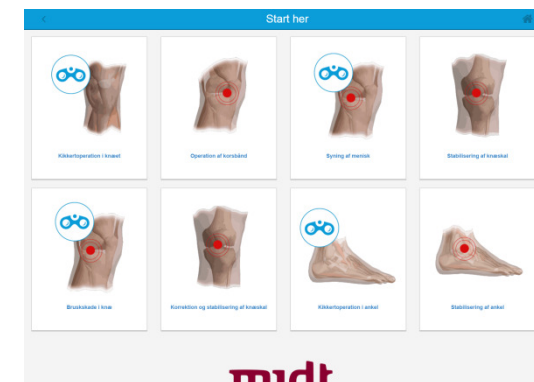 Start her
Kikkertoperation i knæet
Operation af korsbånd
Syning af menisk
Stabilisering af knæskal
Bruskskade i knæ
Korrektion og stabilisering af knæskal
Kikkertoperation i ankel
Stabilisering af ankel
midt